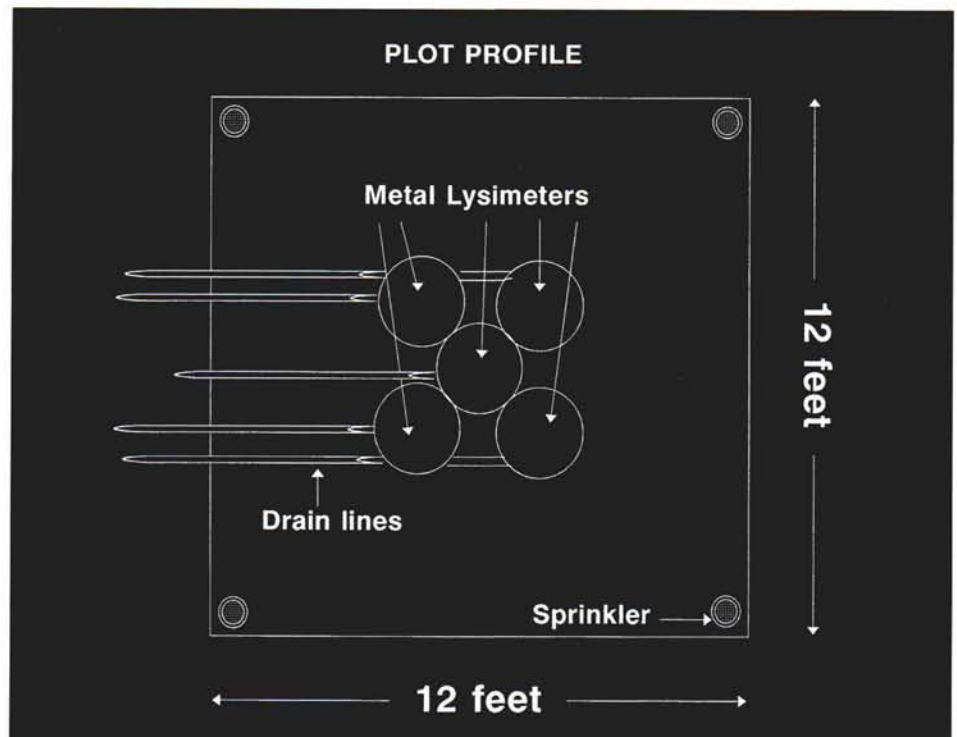 PLOT PROFILE
Metal Lysimeters
12 feet
Drain lines
Sprinkler
12 feet